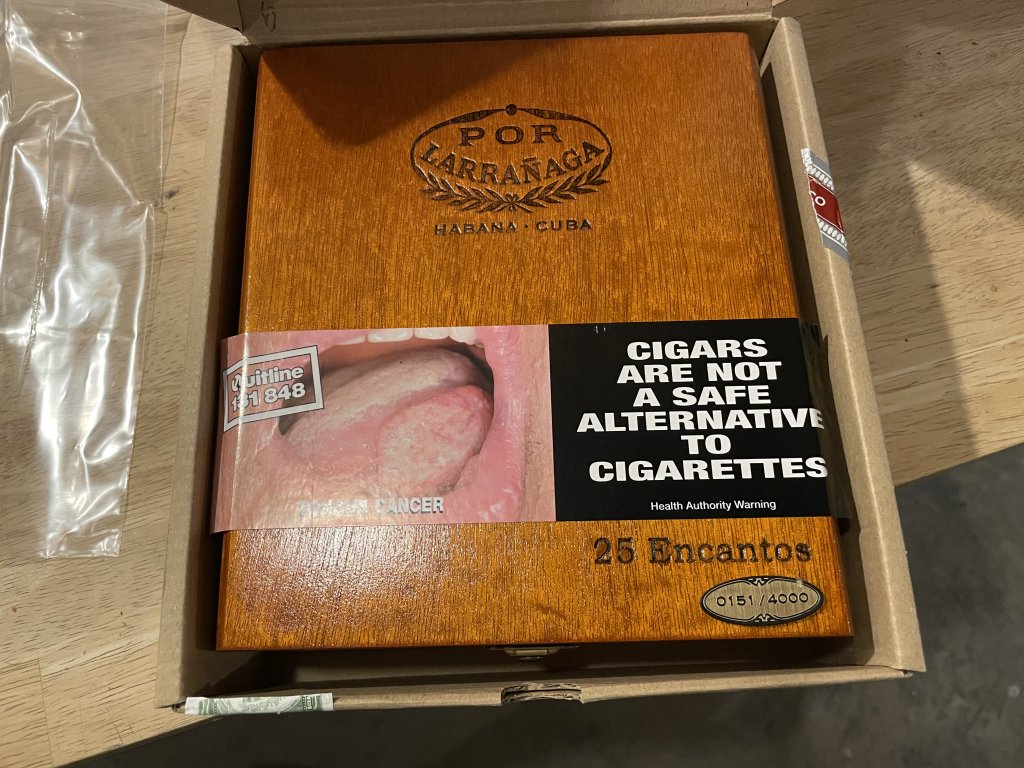 POR
LARRAÑAGA
HABANA · CUBA
Quitline
131 848
CIGARS
ARE NOT
A SAFE
ALTERNATIVE
TO
CIGARETTES
CANCER
Health Authority Warning
25 Encantos
0151/4000